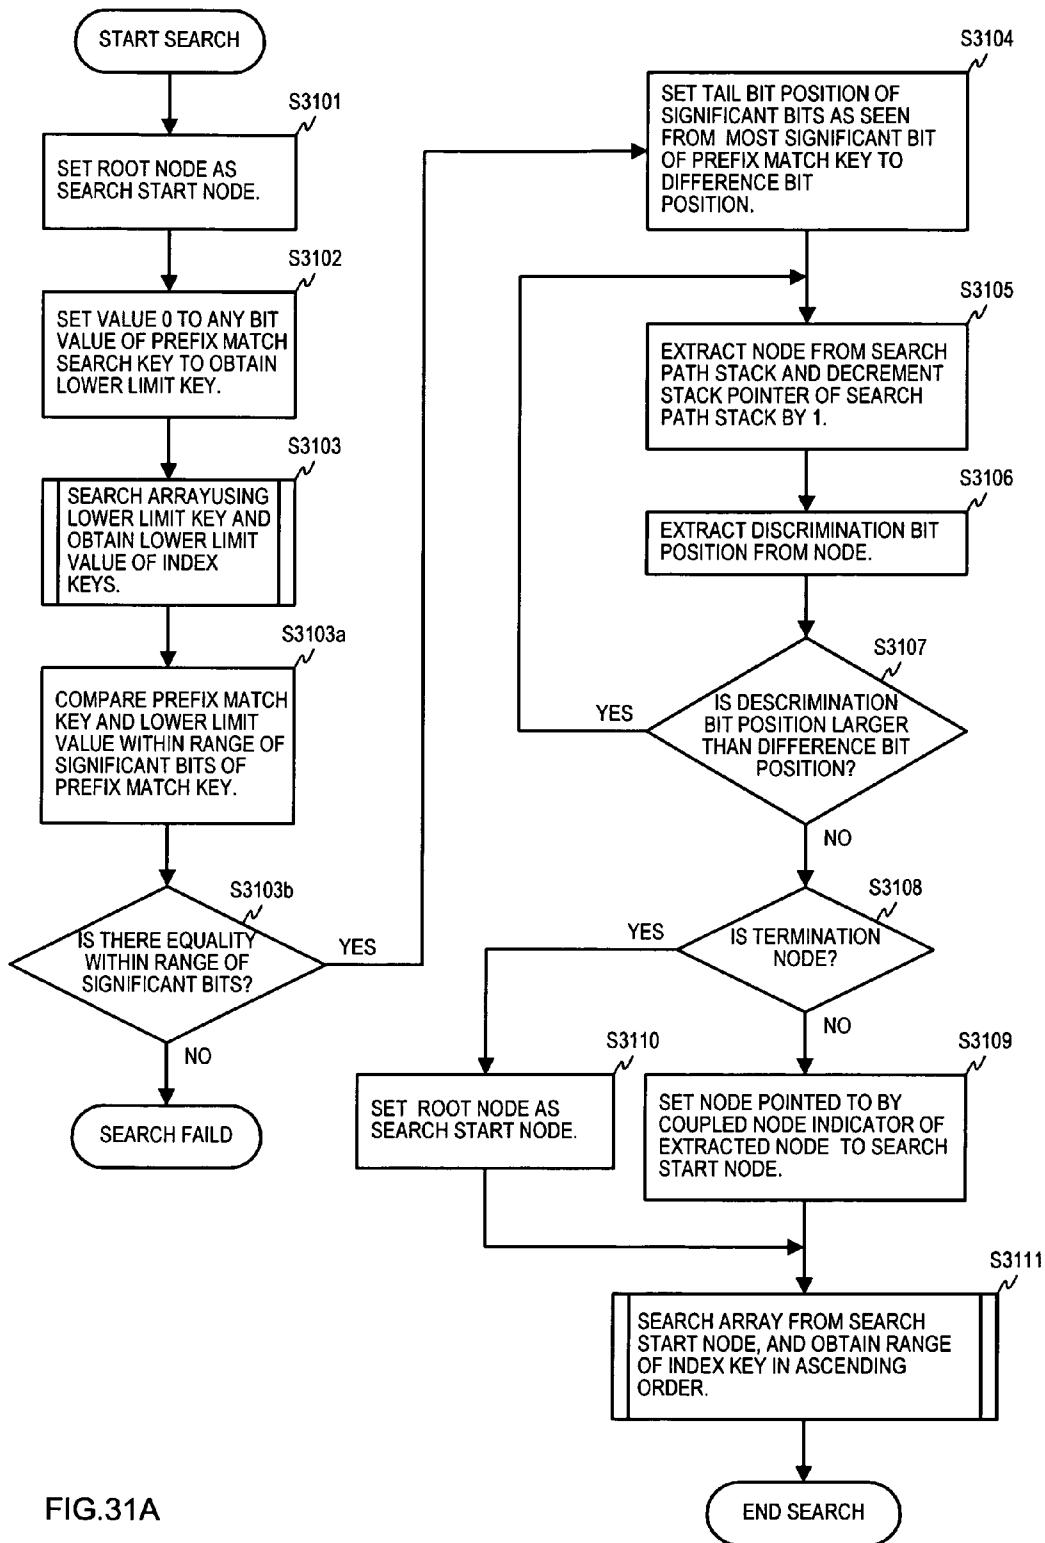 START SEARCH
S3101
SET ROOT NODE AS
SEARCH START NODE.
S3102
SET VALUE 0 TO ANY BIT
VALUE OF PREFIX MATCH
SEARCH KEY TO OBTAIN
LOWER LIMIT KEY.
S3103
SEARCH ARRAYUSING
LOWER LIMIT KEY AND
OBTAIN LOWER LIMIT
VALUE OF INDEX
KEYS.
S3103a
COMPARE PREFIX MATCH
KEY AND LOWER LIMIT
VALUE WITHIN RANGE OF
SIGNIFICANT BITS OF
PREFIX MATCH KEY.
S3103b
IS THERE EQUALITY
WITHIN RANGE OF
SIGNIFICANT BITS?
YES
NO
SEARCH FAILD
S3104
SET TAIL BIT POSITION OF
SIGNIFICANT BITS AS SEEN
FROM MOST SIGNIFICANT BIT
OF PREFIX MATCH KEY TO
DIFFERENCE BIT
POSITION.
S3105
EXTRACT NODE FROM SEARCH
PATH STACK AND DECREMENT
STACK POINTER OF SEARCH
PATH STACK BY 1.
S3106
EXTRACT DISCRIMINATION BIT
POSITION FROM NODE.
S3107
IS DESCRIMINATION
BIT POSITION LARGER
THAN DIFFERENCE BIT
POSITION?
YES
NO
S3108
IS TERMINATION
NODE?
YES
NO
S3110
SET ROOT NODE AS
SEARCH START NODE.
S3109
SET NODE POINTED TO BY
COUPLED NODE INDICATOR OF
EXTRACTED NODE TO SEARCH
START NODE.
S3111
SEARCH ARRAY FROM SEARCH
START NODE, AND OBTAIN RANGE
OF INDEX KEY IN ASCENDING
ORDER.
END SEARCH
FIG.31A